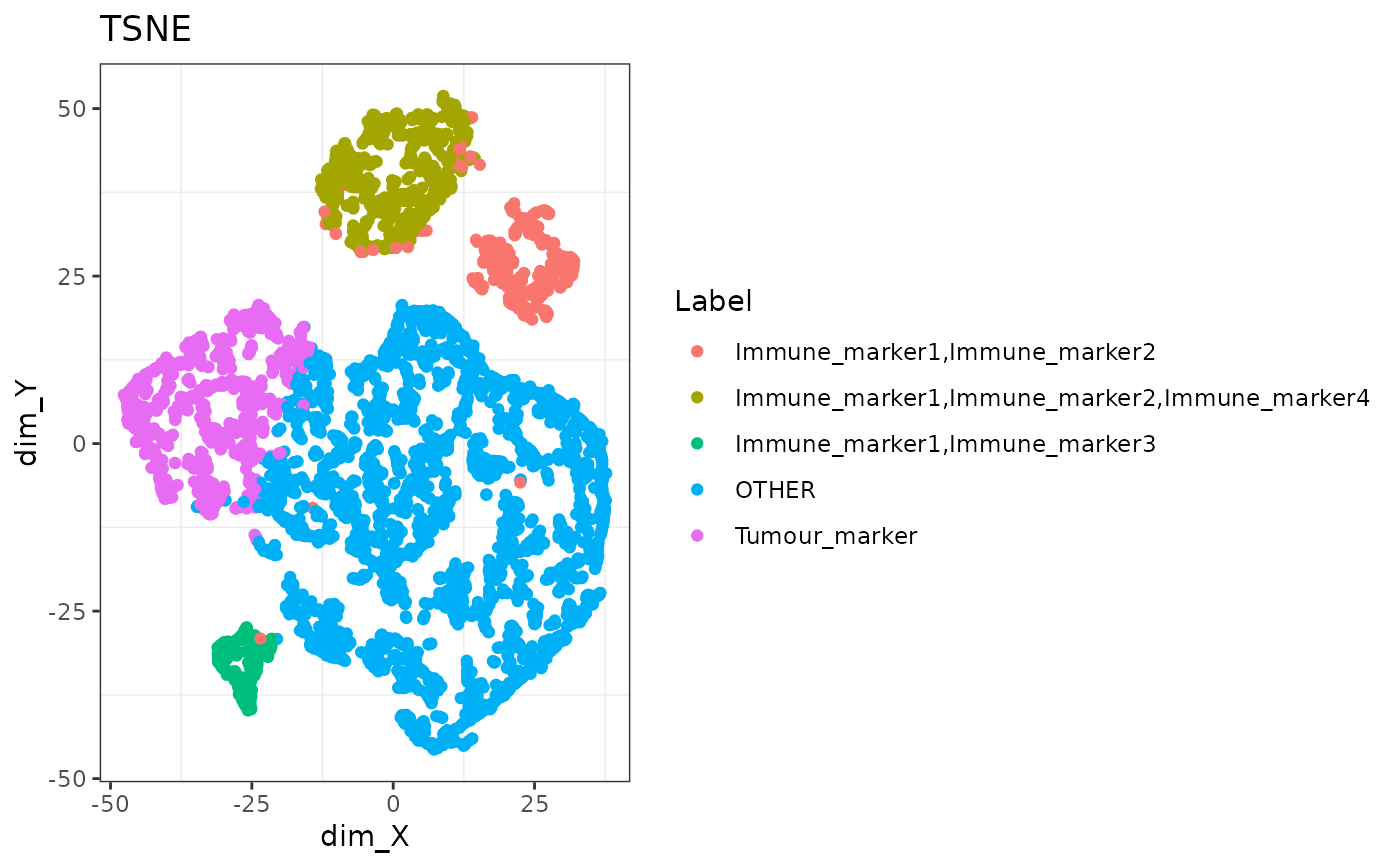 TSNE
dim_Y
50
25
0
-25
-50
-50
-25
0
25
dim_X
Label
Immune_marker1,Immune_marker2
Immune_marker1,Immune_marker2,Immune_marker4
Immune_marker1,Immune_marker3
OTHER
Tumour_marker